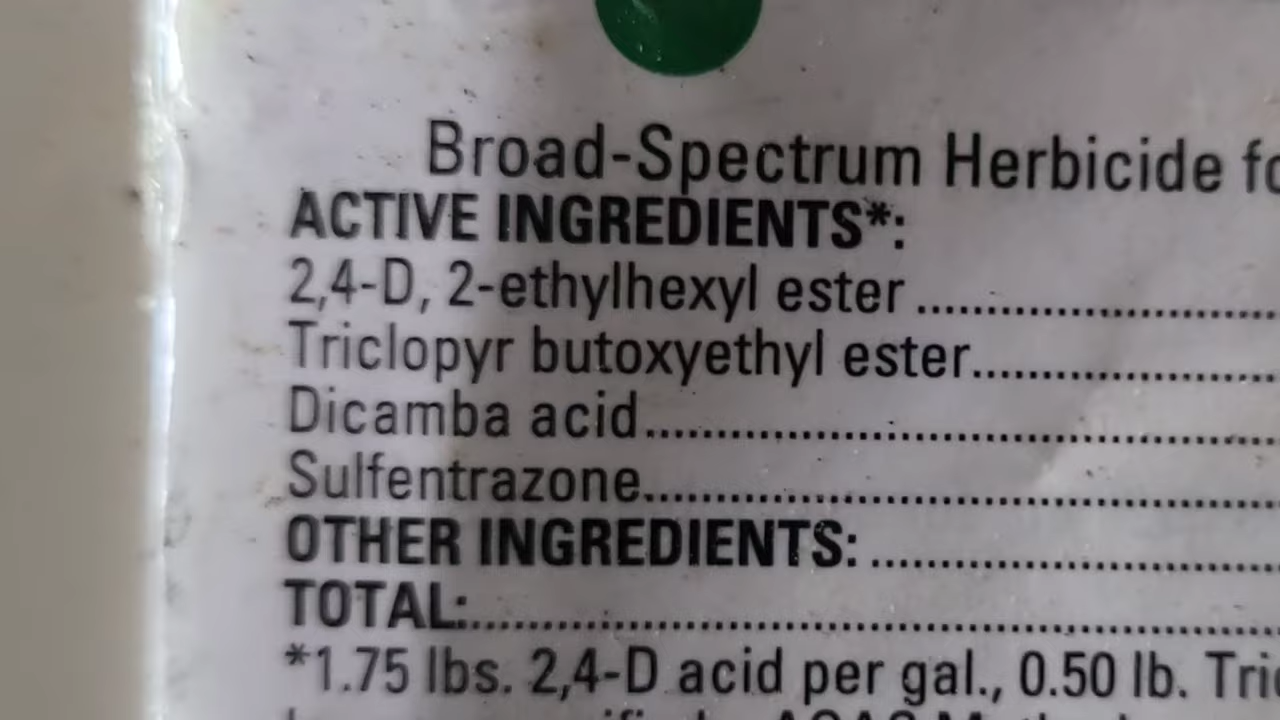 Broad-Spectrum Herbicide
ACTIVE INGREDIENTS*:
2,4-D, 2-ethylhexyl ester ....................
Triclopyr butoxyethyl ester....................
Dicamba acid....................
Sulfentrazone....................
OTHER INGREDIENTS: ....................
TOTAL:....................
*1.75 lbs. 2,4-D acid per gal., 0.50 lb.